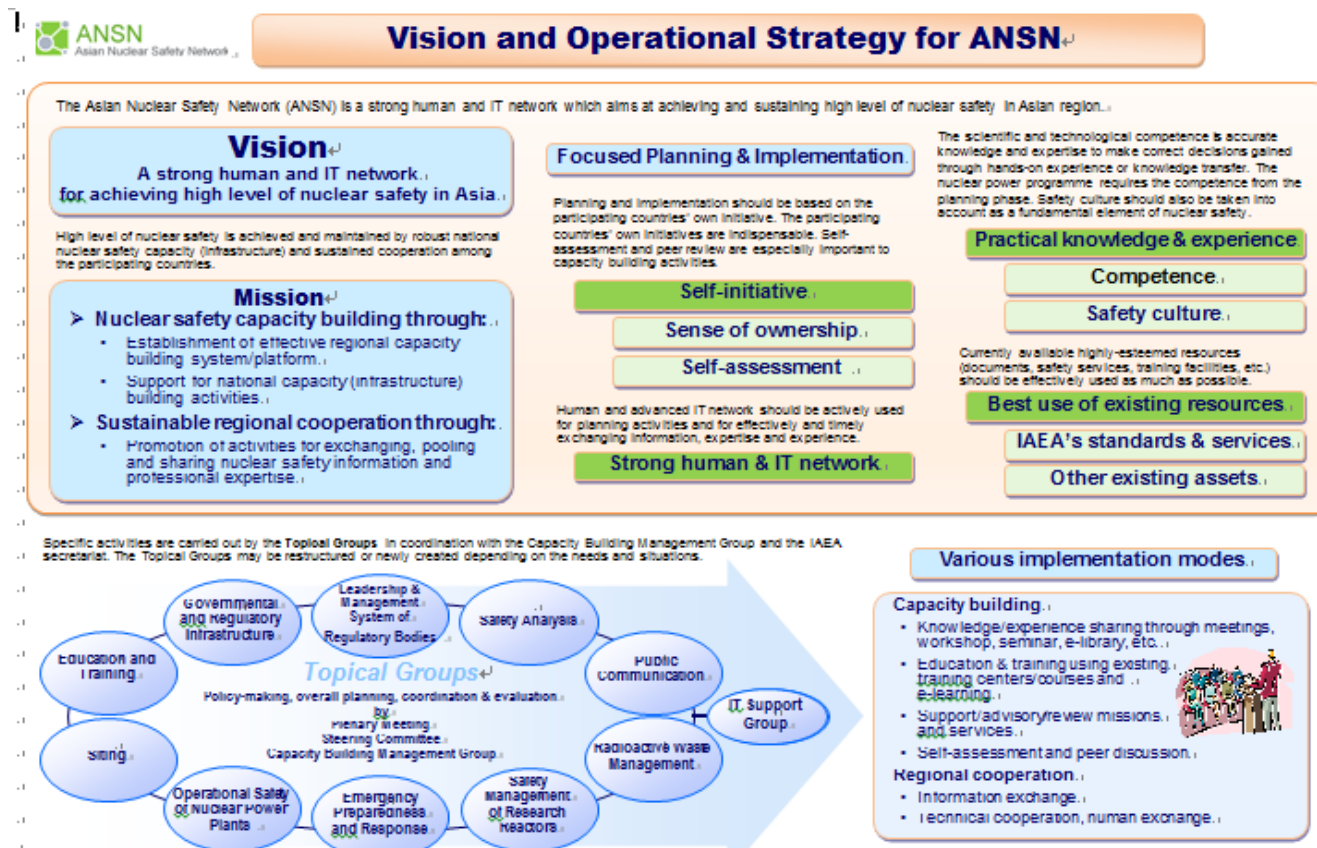 ANSN
Asian Nuclear Safety Network
Vision and Operational Strategy for ANSN
The Asian Nuclear Safety Network (ANSN) is a strong human and IT network which aims at achieving and sustaining high level of nuclear safety in Asian region.
Vision
A strong human and IT network
for achieving high level of nuclear safety in Asia.
High level of nuclear safety is achieved and maintained by robust national
nuclear safety capacity (infrastructure) and sustained cooperation among
the participating countries.
Mission
➢ Nuclear safety capacity building through:
▪ Establishment of effective regional capacity
building system/platform.
▪ Support for national capacity (infrastructure)
building activities.
➢ Sustainable regional cooperation through:
▪ Promotion of activities for exchanging, pooling
and sharing nuclear safety information and
professional expertise.
Focused Planning & Implementation
Planning and implementation should be based on the
participating countries' own initiative. The participating
countries' own initiatives are indispensable. Self-
assessment and peer review are especially important to
capacity building activities.
Self-initiative
Sense of ownership
Self-assessment
Human and advanced IT network should be actively used
for planning activities and for effectively and timely
exchanging information, expertise and experience.
Strong human & IT network
The scientific and technological competence is accurate
knowledge and expertise to make correct decisions gained
through hands-on experience or knowledge transfer. The
nuclear power programme requires the competence from the
planning phase. Safety culture should also be taken into
account as a fundamental element of nuclear safety.
Practical knowledge & experience
Competence
Safety culture
Currently available highly-esteemed resources
(documents, safety services, training facilities, etc.)
should be effectively used as much as possible.
Best use of existing resources
IAEA's standards & services
Other existing assets
Specific activities are carried out by the Topical Groups in coordination with the Capacity Building Management Group and the IAEA
secretariat. The Topical Groups may be restructured or newly created depending on the needs and situations.
Governmental
and Regulatory
Infrastructure
Leadership &
Management
System of
Regulatory Bodies
Safety Analysis
Education and
Training
Public
Communication
Topical Groups
Policy-making, overall planning, coordination & evaluation
by
Plenary Meeting
Steering Committee
Capacity Building Management Group
IT Support
Group
Siting
Radioactive Waste
Management
Operational Safety
of Nuclear Power
Plants
Emergency
Preparedness
and Response
Safety
Management
of Research
Reactors
Various implementation modes
Capacity building
• Knowledge/experience sharing through meetings,
workshop, seminar, e-library, etc.
• Education & training using existing
training centers/courses and
e-learning
• Support/advisory/review missions
and services.
• Self-assessment and peer discussion.
Regional cooperation
• Information exchange.
• Technical cooperation, human exchange.